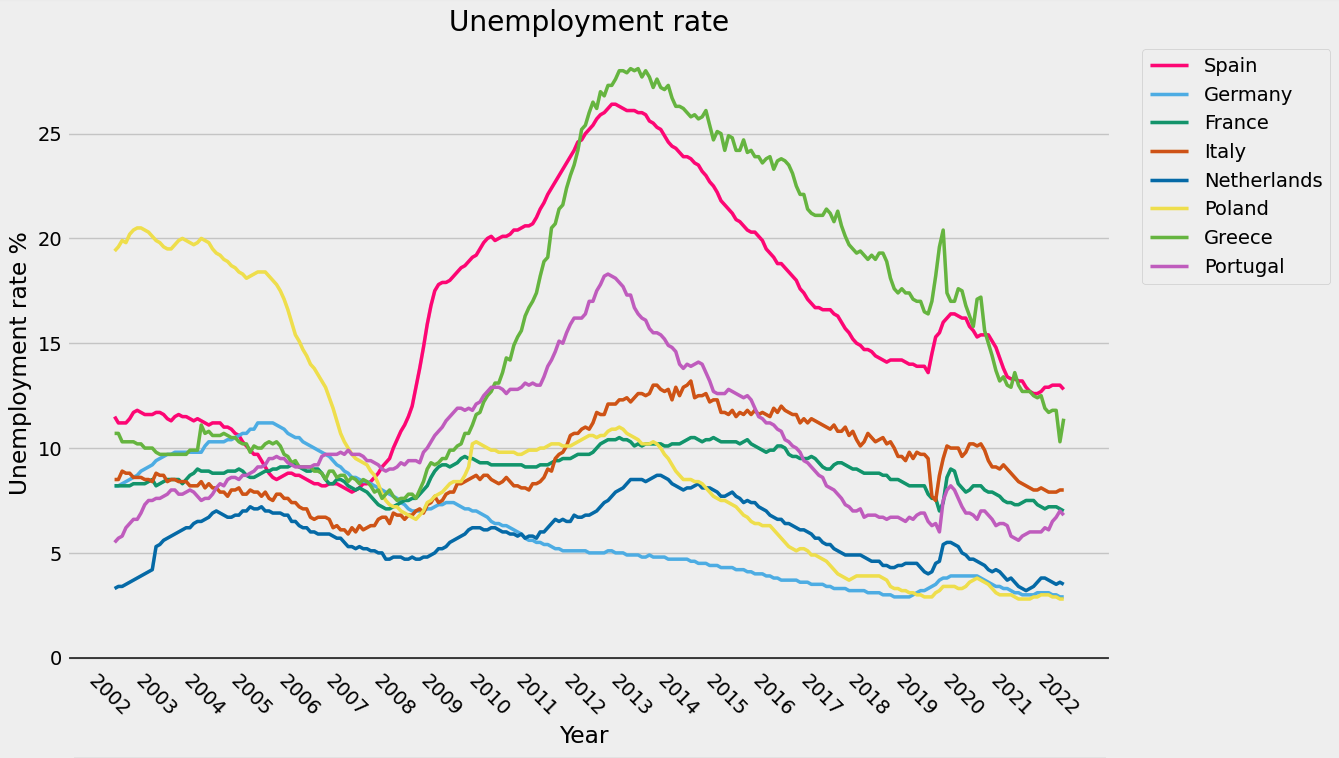 Unemployment rate
Spain
Germany
France
Italy
Netherlands
Poland
Greece
Portugal
Unemployment rate %
25
20
15
10
5
0
2002 2003 2004 2005 2006 2007 2008 2009 2010 2011 2012 2013 2014 2015 2016 2017 2018 2019 2020 2021 2022
Year